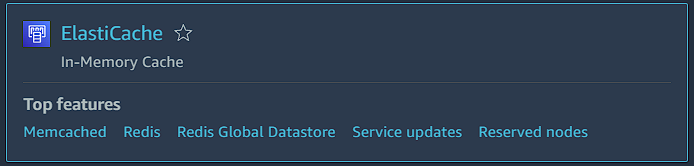 ElastiCache
In-Memory Cache
Top features
Memcached Redis Redis Global Datastore Service updates Reserved nodes